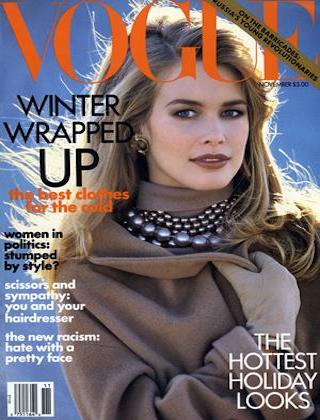 VOGUE
ON THE BARRICADES:
RUSSIA'S YOUNG REVOLUTIONARIES
NOVEMBER $3.00
WINTER
WRAPPED
UP
the best clothes
for the cold
women in
politics:
stumped
by style?
scissors and
sympathy:
you and your
hairdresser
the new racism:
hate with a
pretty face
THE
HOTTEST
HOLIDAY
LOOKS
11